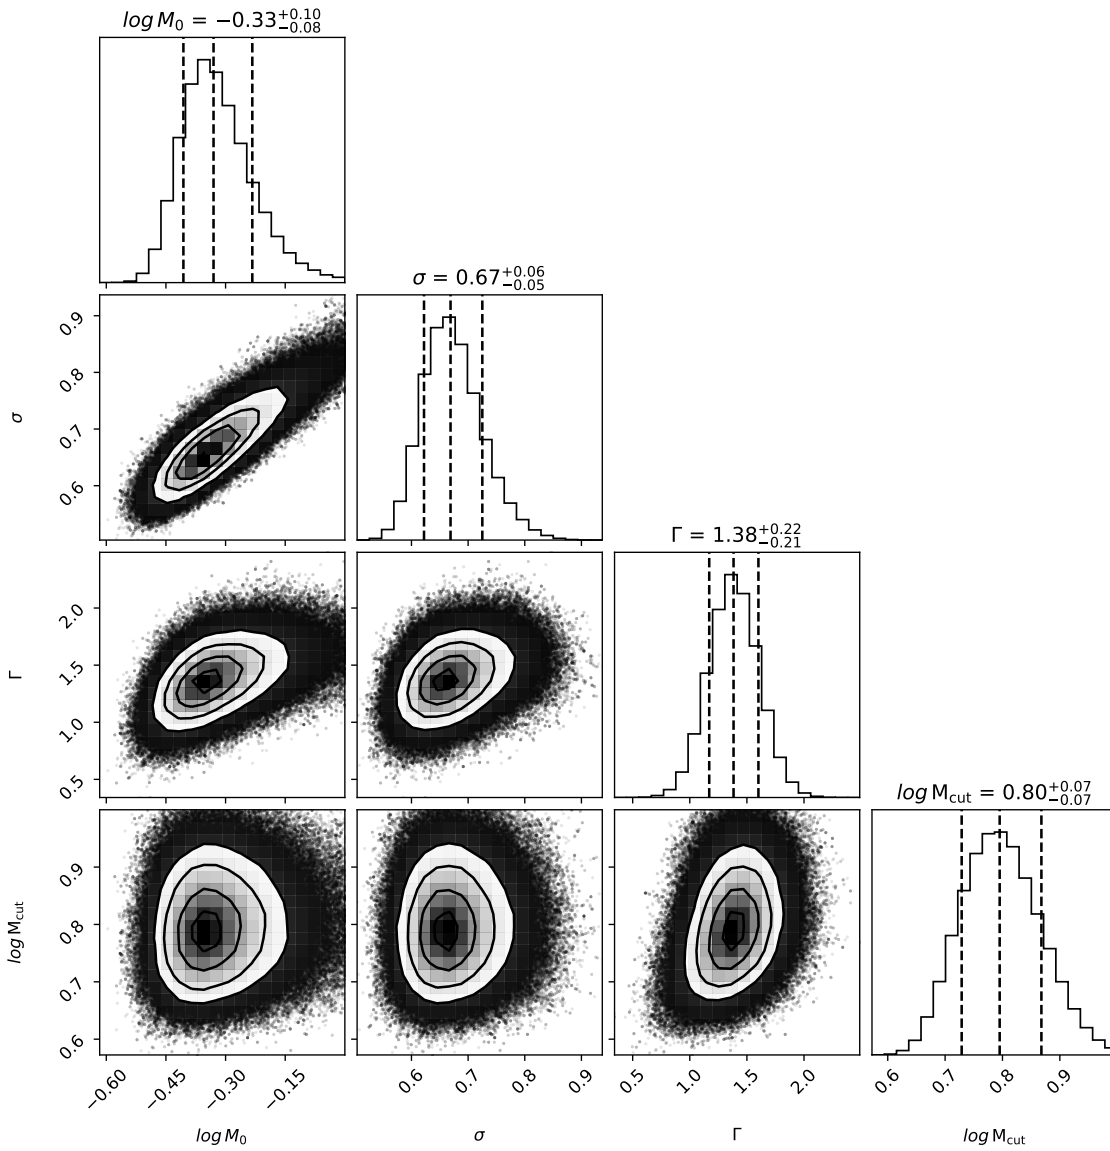 log M₀ = −0.33+0.10−0.08
σ = 0.67+0.06−0.05
0.9
0.8
0.7
0.6
σ
Γ = 1.38+0.22−0.21
2.0
1.5
1.0
0.5
Γ
log Mcut = 0.80+0.07−0.07
0.9
0.8
0.7
0.6
log Mcut
−0.60 −0.45 −0.30 −0.15 0.6 0.7 0.8 0.9 0.5 1.0 1.5 2.0 0.6 0.7 0.8 0.9
log M₀ σ Γ log Mcut